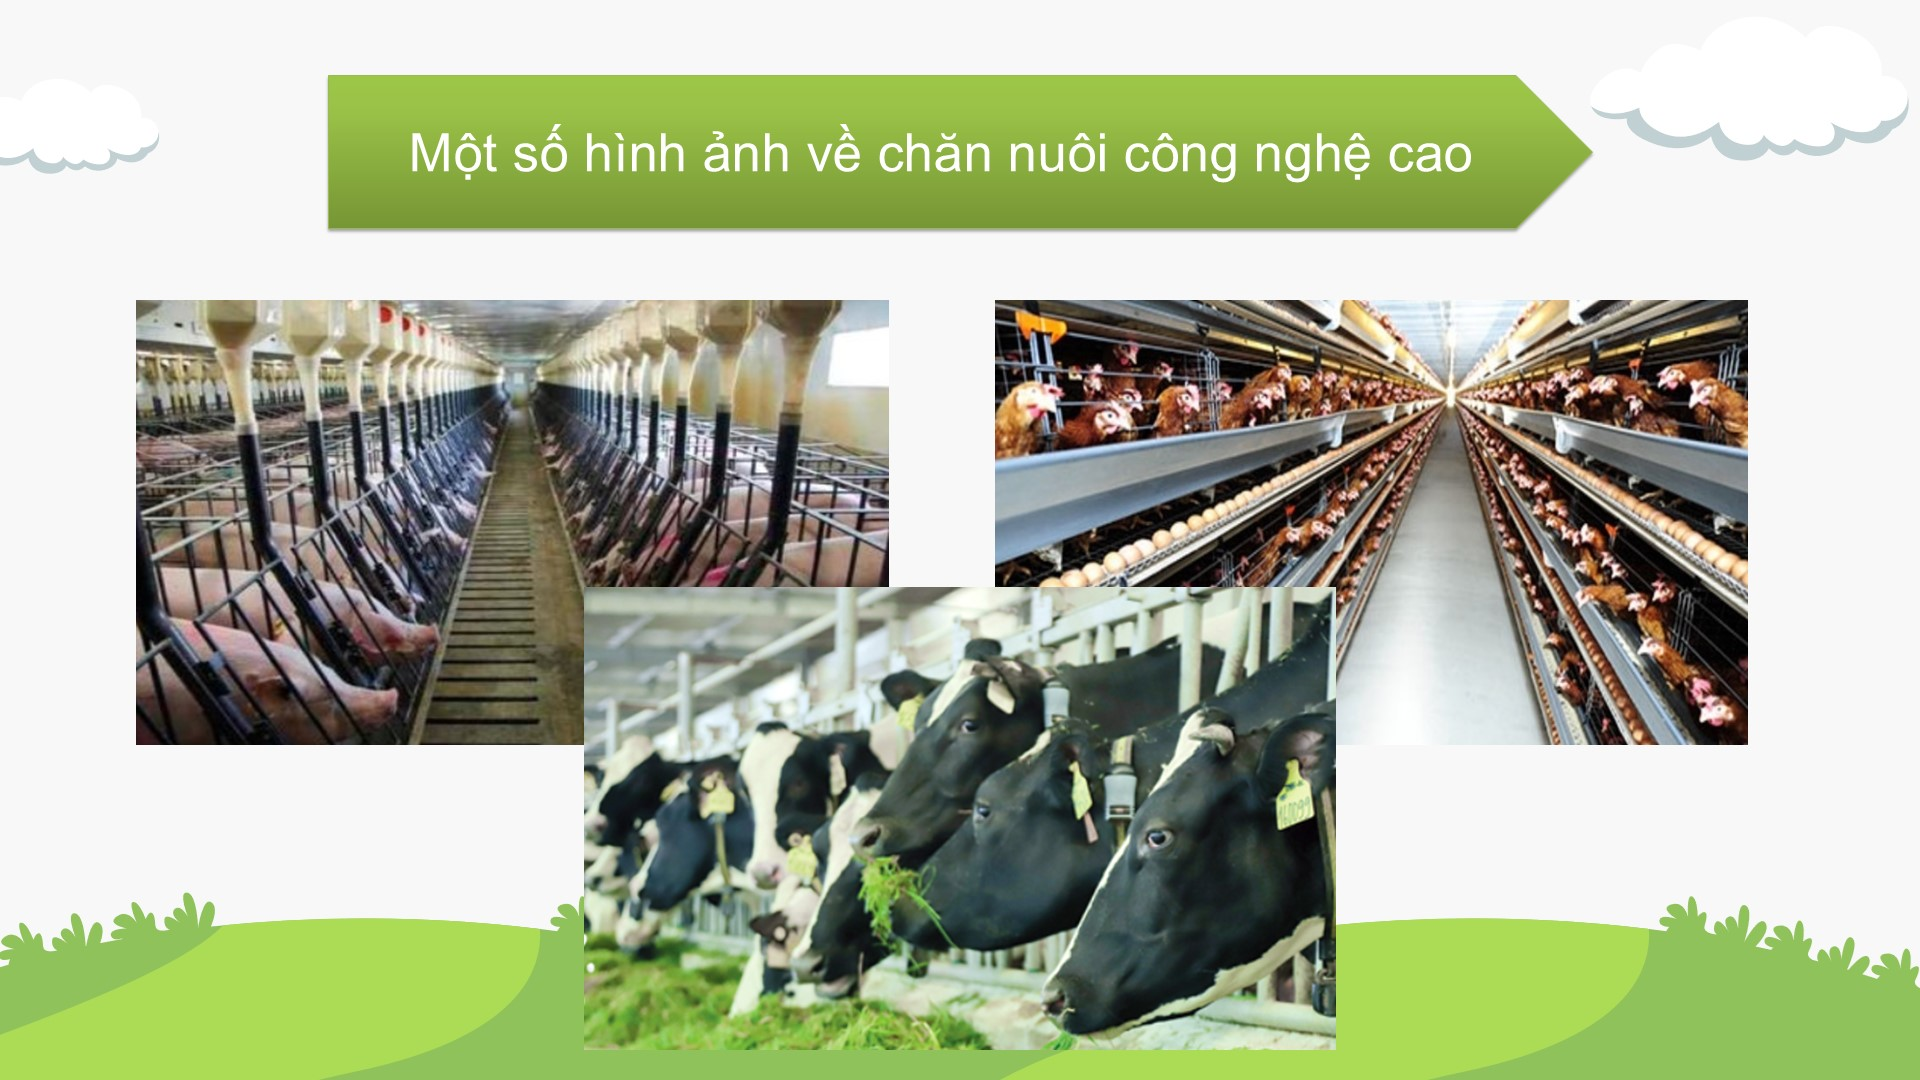 Một số hình ảnh về chăn nuôi công nghệ cao